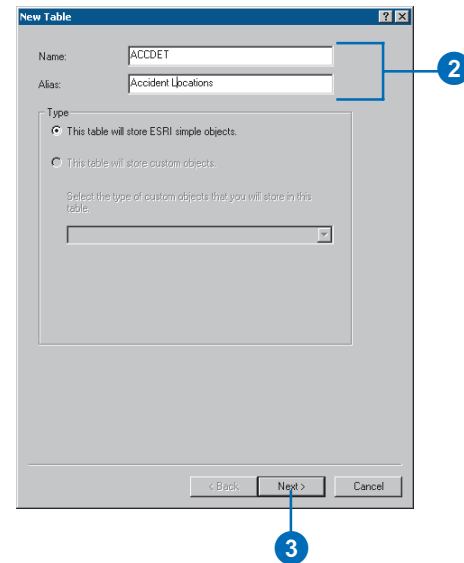 New Table
Name: ACCDET
Alias: Accident Locations
2
Type
This table will store ESRI simple objects.
This table will store custom objects.
Select the type of custom objects that you will store in this
table.
< Back Next > Cancel
3